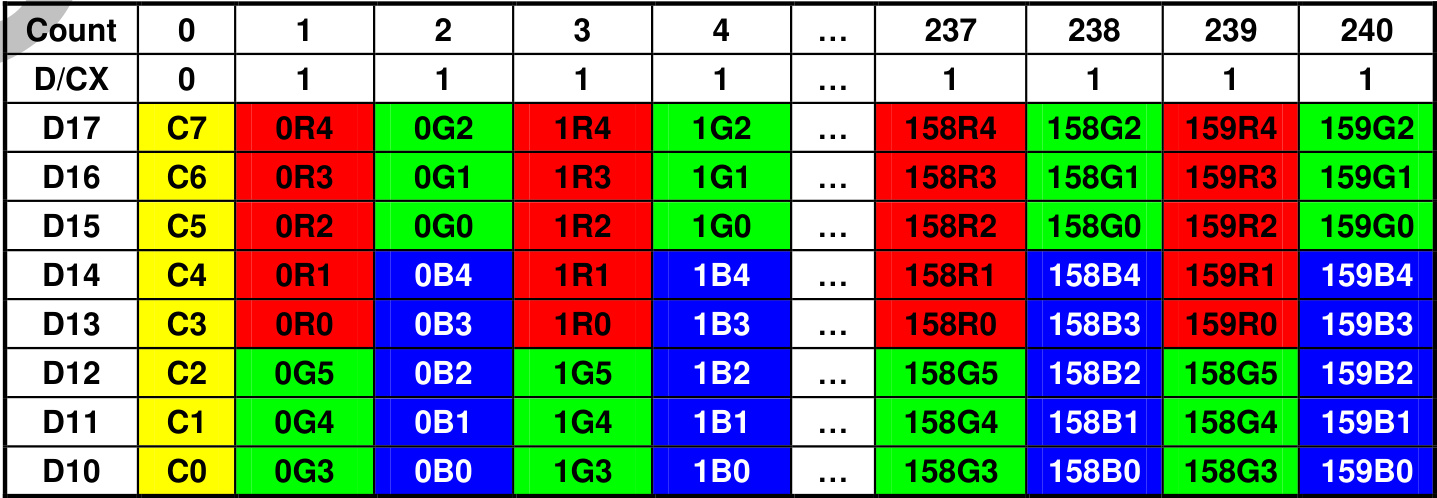 Count 0 1 2 3 4 ... 237 238 239 240
D/CX 0 1 1 1 1 ... 1 1 1 1
D17 C7 0R4 0G2 1R4 1G2 ... 158R4 158G2 159R4 159G2
D16 C6 0R3 0G1 1R3 1G1 ... 158R3 158G1 159R3 159G1
D15 C5 0R2 0G0 1R2 1G0 ... 158R2 158G0 159R2 159G0
D14 C4 0R1 0B4 1R1 1B4 ... 158R1 158B4 159R1 159B4
D13 C3 0R0 0B3 1R0 1B3 ... 158R0 158B3 159R0 159B3
D12 C2 0G5 0B2 1G5 1B2 ... 158G5 158B2 158G5 159B2
D11 C1 0G4 0B1 1G4 1B1 ... 158G4 158B1 158G4 159B1
D10 C0 0G3 0B0 1G3 1B0 ... 158G3 158B0 158G3 159B0